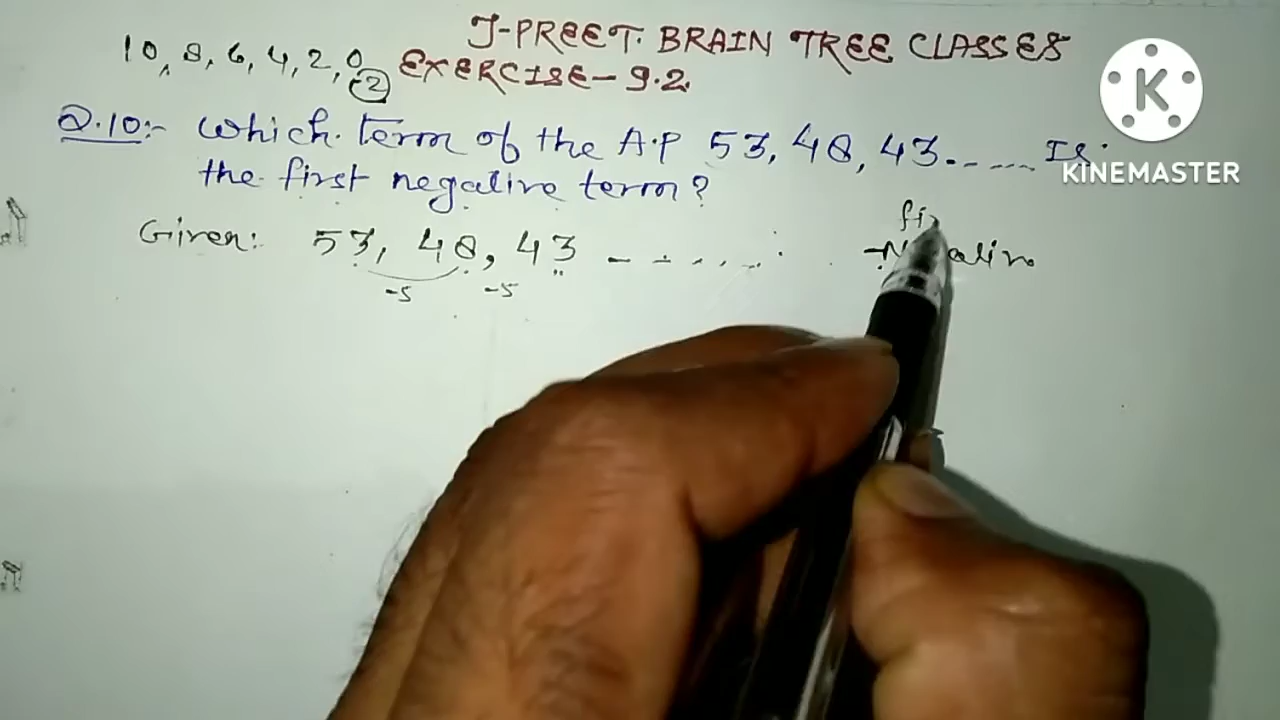 J-PREET. BRAIN TREE CLASSES
10, 8, 6, 4, 2, 0, -2 EXERCISE-9.2
Q.10:- Which term of the A.P 53, 48, 43..---- Is.
the first negative term?
Given: 53, 48, 43 - - - - - -
-5 -5
K
KINEMASTER